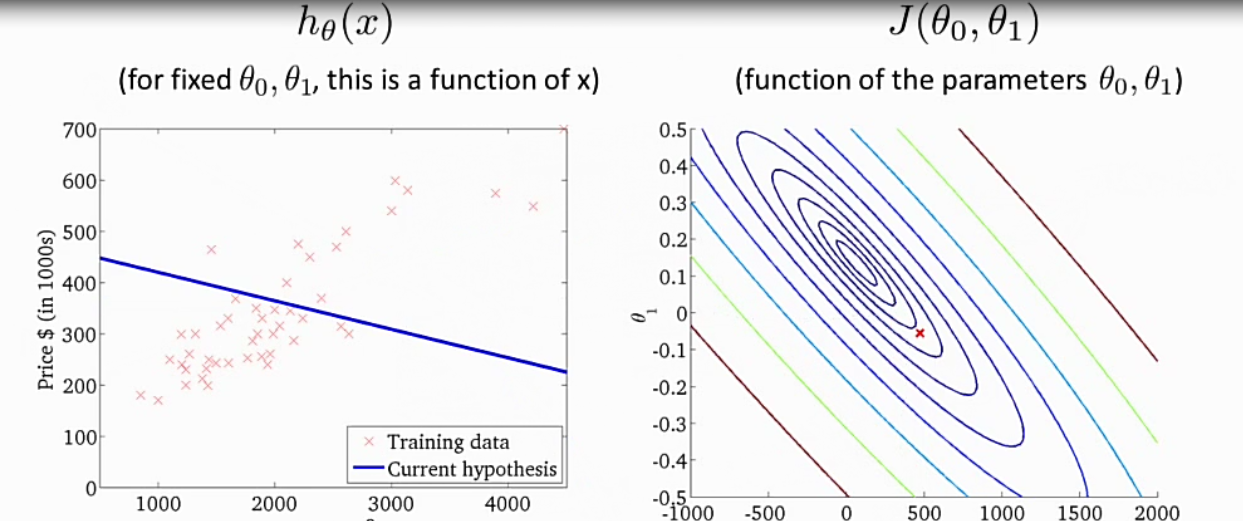 hθ(x)
(for fixed θ0, θ1, this is a function of x)
700
600
500
400
300
200
100
0
Price $ (in 1000s)
1000 2000 3000 4000
Training data
Current hypothesis
J(θ0, θ1)
(function of the parameters θ0, θ1)
0.5
0.4
0.3
0.2
0.1
0
-0.1
-0.2
-0.3
-0.4
-0.5
θ1
-1000 -500 0 500 1000 1500 2000